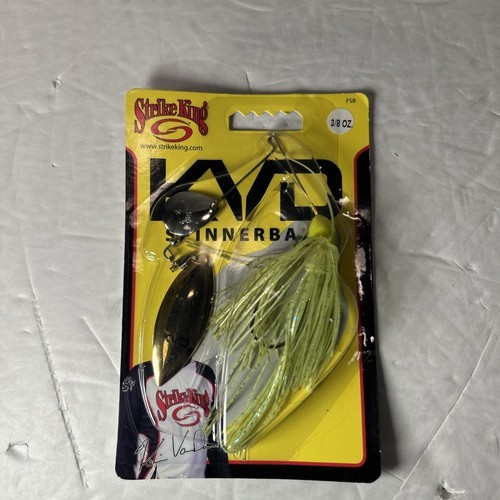 Strike King
FSB
3/8 OZ.
www.strikeking.com
KVD
SPINNERBA
Strike King